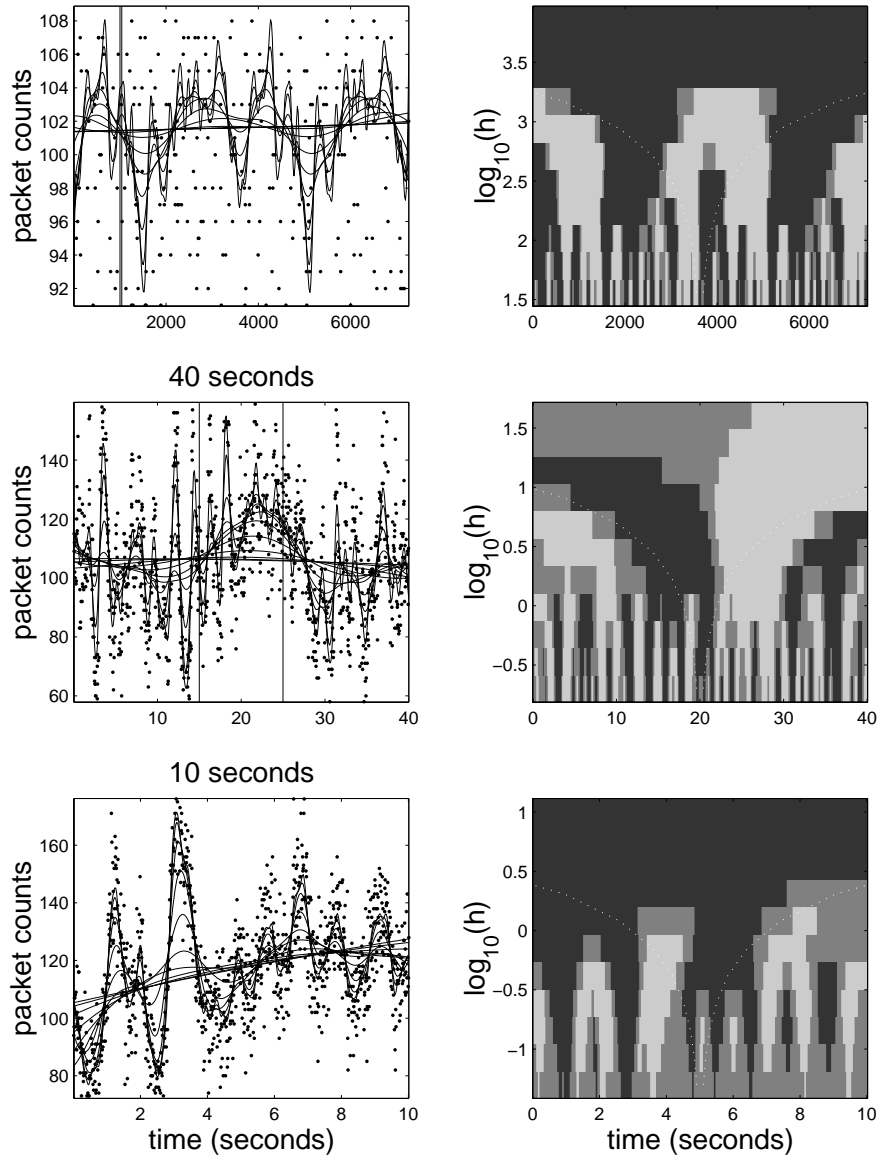 packet counts
108
106
104
102
100
98
96
94
92
2000 4000 6000
log10(h)
3.5
3
2.5
2
1.5
0 2000 4000 6000
40 seconds
packet counts
140
120
100
80
60
10 20 30 40
log10(h)
1.5
1
0.5
0
−0.5
0 10 20 30 40
10 seconds
packet counts
160
140
120
100
80
2 4 6 8 10
time (seconds)
log10(h)
1
0.5
0
−0.5
−1
0 2 4 6 8 10
time (seconds)